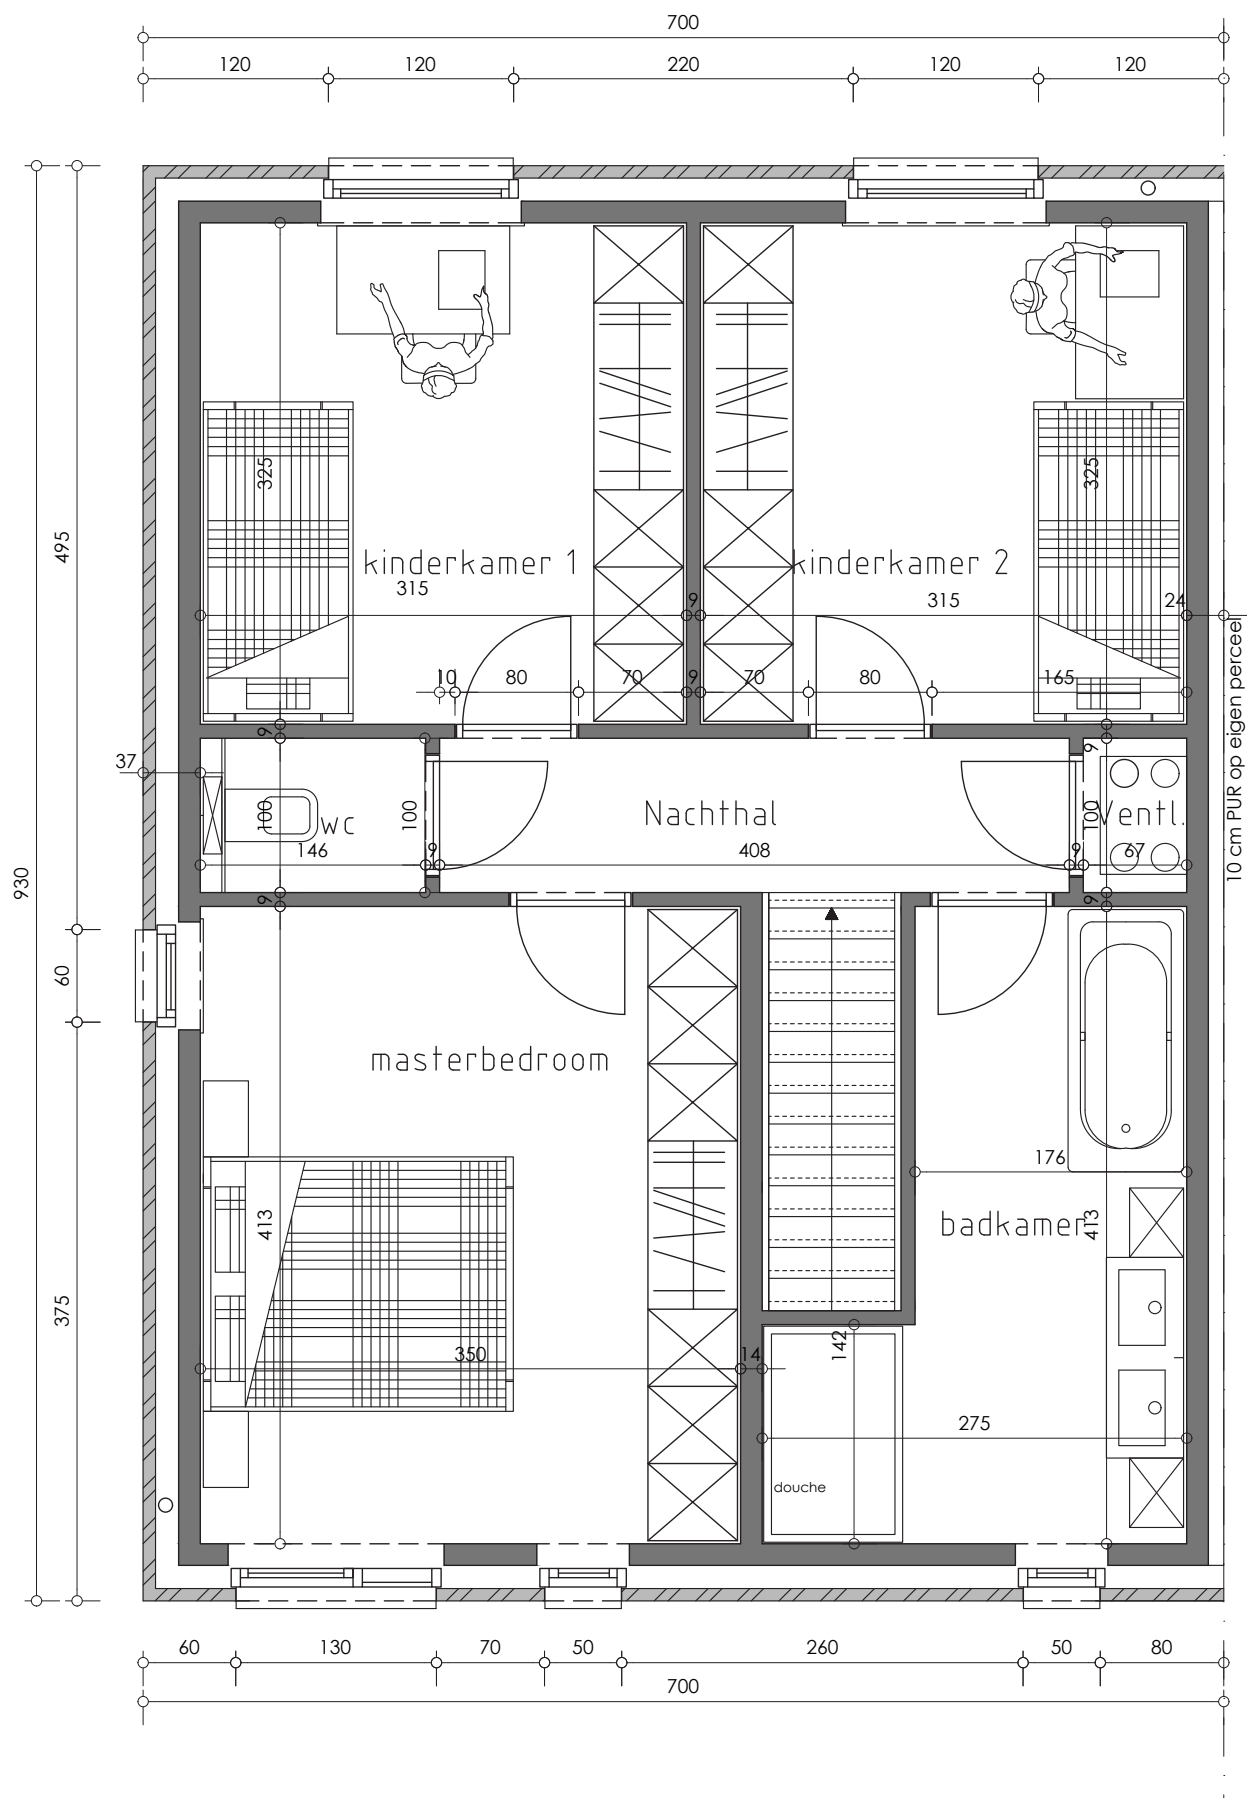 700
120 120 220 120 120
495
930
60
375
325
325
kinderkamer 1
kinderkamer 2
315 9 315 24
10 80 70 9 70 80 165
10 cm PUR op eigen perceel
9
9
37
100 wc
100
Nachthal
100 Ventl.
146 9 408 9 67
9
9
masterbedroom
176
413
badkamer
413
142
350 14
275
douche
60 130 70 50 260 50 80
700